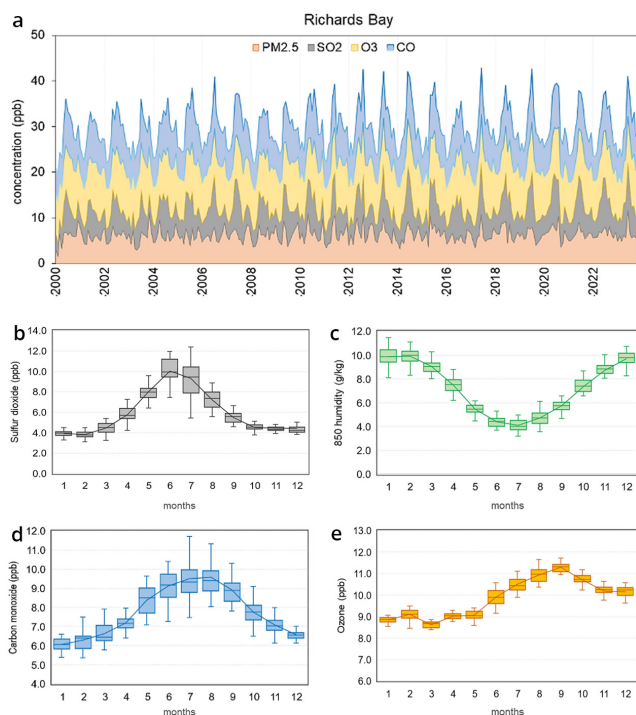 a
Richards Bay
PM2.5 SO2 O3 CO
concentration (ppb)
50
40
30
20
10
0
2000 2002 2004 2006 2008 2010 2012 2014 2016 2018 2020 2022
b
Sulfur dioxide (ppb)
14.0
12.0
10.0
8.0
6.0
4.0
2.0
0.0
1 2 3 4 5 6 7 8 9 10 11 12
months
c
850 humidity (g/kg)
12.0
10.0
8.0
6.0
4.0
2.0
0.0
1 2 3 4 5 6 7 8 9 10 11 12
months
d
Carbon monoxide (ppb)
12.0
11.0
10.0
9.0
8.0
7.0
6.0
5.0
4.0
1 2 3 4 5 6 7 8 9 10 11 12
months
e
Ozone (ppb)
13.0
12.0
11.0
10.0
9.0
8.0
7.0
6.0
1 2 3 4 5 6 7 8 9 10 11 12
months